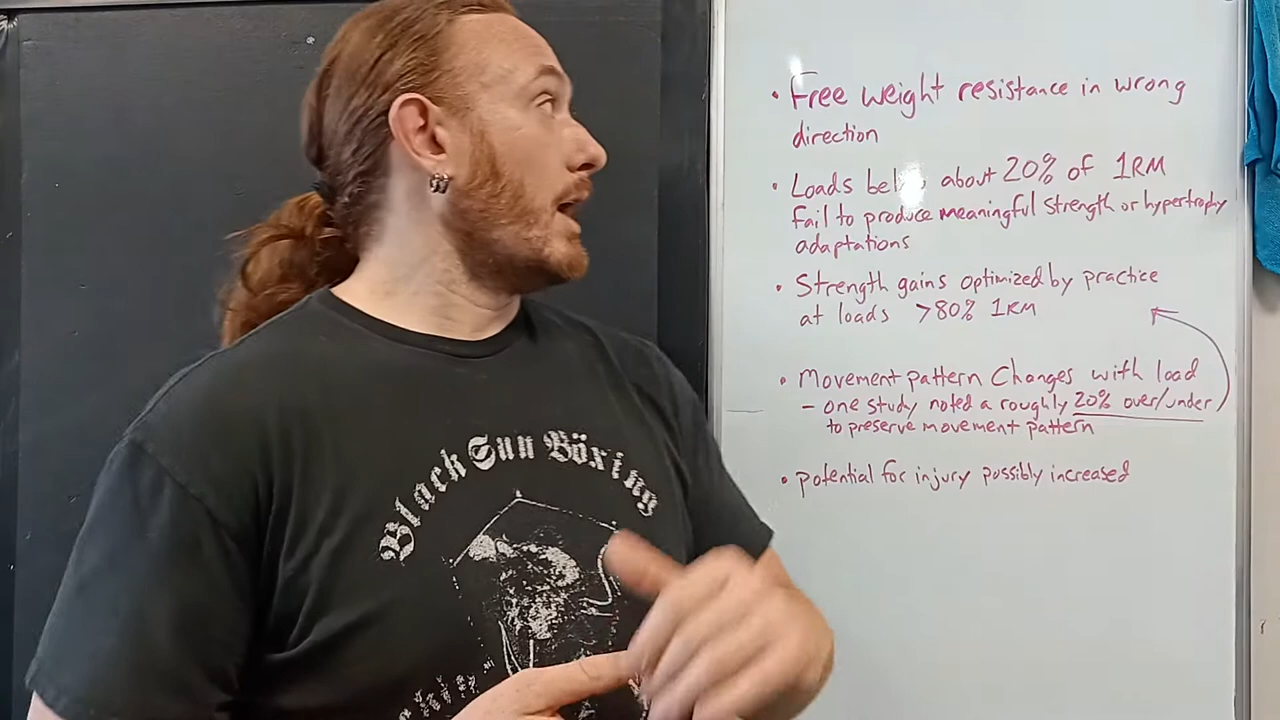 Black Sun Böxing
• Free weight resistance in wrong
direction
• Loads about 20% of 1RM
fail to produce meaningful strength or hypertrophy
adaptations
• Strength gains optimized by practice
at loads >80% 1RM
• Movement pattern Changes with load
- one study noted a roughly 20% over/under
to preserve movement pattern
• potential for injury possibly increased